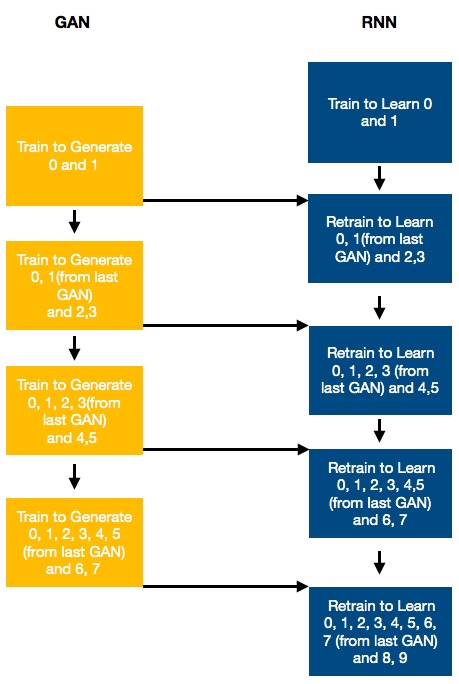 GAN
RNN
Train to Generate
0 and 1
Train to Generate
0, 1(from last
GAN)
and 2,3
Train to Generate
0, 1, 2, 3(from
last GAN)
and 4,5
Train to Generate
0, 1, 2, 3, 4, 5
(from last GAN)
and 6, 7
Train to Learn 0
and 1
Retrain to Learn
0, 1(from last
GAN) and 2,3
Retrain to Learn
0, 1, 2, 3 (from
last GAN) and 4,5
Retrain to Learn
0, 1, 2, 3, 4,5
(from last GAN)
and 6, 7
Retrain to Learn
0, 1, 2, 3, 4, 5, 6,
7 (from last GAN)
and 8, 9